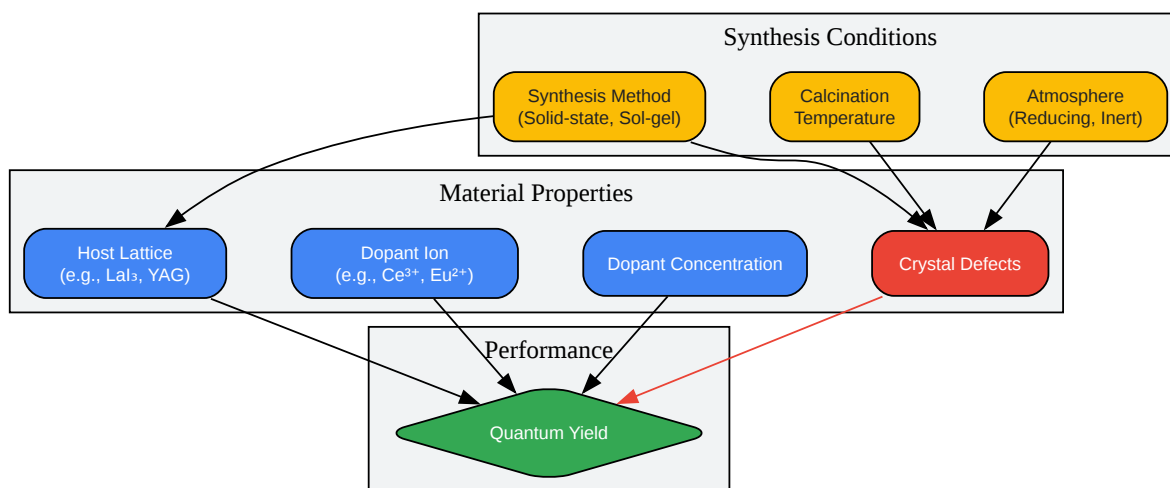 Synthesis Conditions
Synthesis Method
(Solid-state, Sol-gel)
Calcination
Temperature
Atmosphere
(Reducing, Inert)
Material Properties
Host Lattice
(e.g., LaI₃, YAG)
Dopant Ion
(e.g., Ce³⁺, Eu²⁺)
Dopant Concentration
Crystal Defects
Performance
Quantum Yield